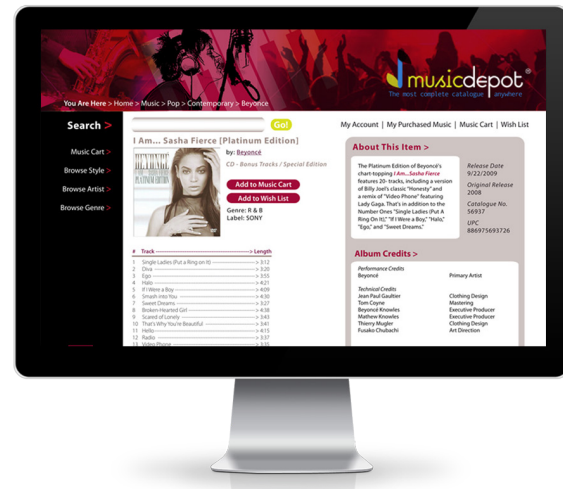 musicdepot®
The most complete catalogue anywhere
You Are Here > Home > Music > Pop > Contemporary > Beyonce
Search >
Go!
My Account | My Purchased Music | Music Cart | Wish List
Music Cart >
Browse Style >
Browse Artist >
Browse Genre >
I Am... Sasha Fierce [Platinum Edition]
BEYONCÉ
PLATINUM EDITION
by: Beyoncé
CD - Bonus Tracks / Special Edition
Add to Music Cart
Add to Wish List
Genre: R & B
Label: SONY
# Track > Length
1 Single Ladies (Put a Ring on It) > 3:12
2 Diva > 3:20
3 Ego > 3:55
4 Halo > 4:21
5 If I Were a Boy > 4:09
6 Smash into You > 4:30
7 Sweet Dreams > 3:27
8 Broken-Hearted Girl > 4:38
9 Scared of Lonely > 3:43
10 That's Why You're Beautiful > 3:41
11 Hello > 4:15
12 Radio > 3:37
13 Video Phone > 3:35
About This Item >
The Platinum Edition of Beyoncé's
chart-topping I Am...Sasha Fierce
features 20- tracks, including a version
of Billy Joel's classic "Honesty" and
a remix of "Video Phone" featuring
Lady Gaga. That's in addition to the
Number Ones "Single Ladies (Put A
Ring On It)," "If I Were a Boy," "Halo,"
"Ego," and "Sweet Dreams."
Release Date
9/22/2009
Original Release
2008
Catalogue No.
56937
UPC
886975693726
Album Credits >
Performance Credits
Beyoncé Primary Artist
Technical Credits
Jean Paul Gaultier Clothing Design
Tom Coyne Mastering
Beyoncé Knowles Executive Producer
Mathew Knowles Executive Producer
Thierry Mugler Clothing Design
Fusako Chubachi Art Direction